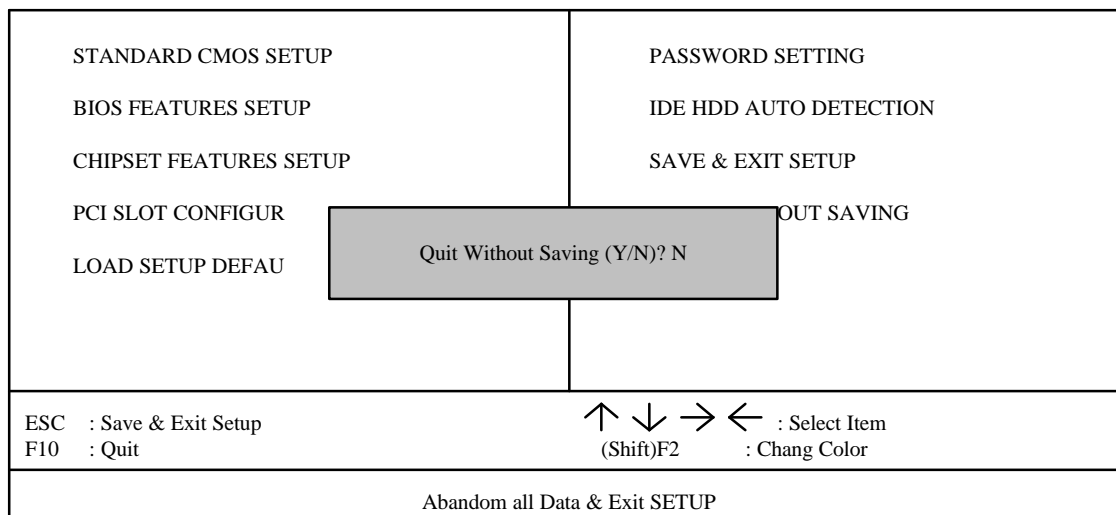 STANDARD CMOS SETUP
BIOS FEATURES SETUP
CHIPSET FEATURES SETUP
PCI SLOT CONFIGUR
LOAD SETUP DEFAU
PASSWORD SETTING
IDE HDD AUTO DETECTION
SAVE & EXIT SETUP
OUT SAVING
Quit Without Saving (Y/N)? N
ESC : Save & Exit Setup
F10 : Quit
↑ ↓ → ← : Select Item
(Shift)F2 : Chang Color
Abandom all Data & Exit SETUP